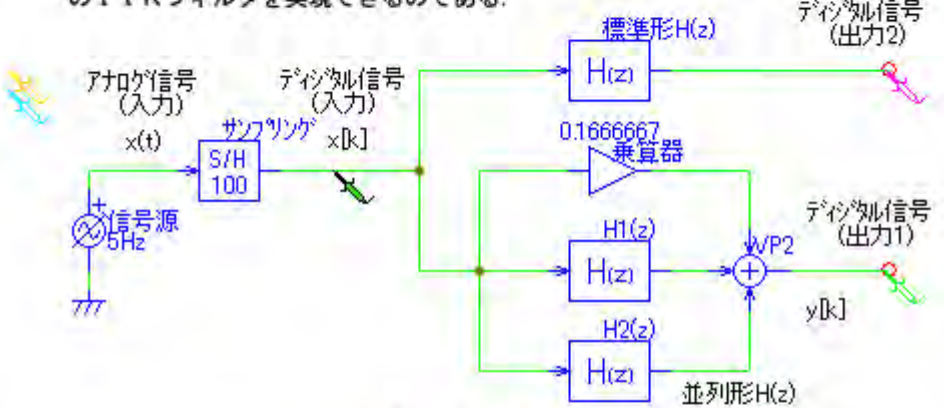 のＩＩＲフィルタを実現できるのである.
ディジタル信号
(出力2)
標準形H(z)
H(z)
アナログ信号
(入力)
x(t)
ディジタル信号
(入力)
x[k]
サンプリング
S/H
100
0.1666667
乗算器
信号源
5Hz
H1(z)
H(z)
VP2
ディジタル信号
(出力1)
y[k]
H2(z)
H(z)
並列形H(z)